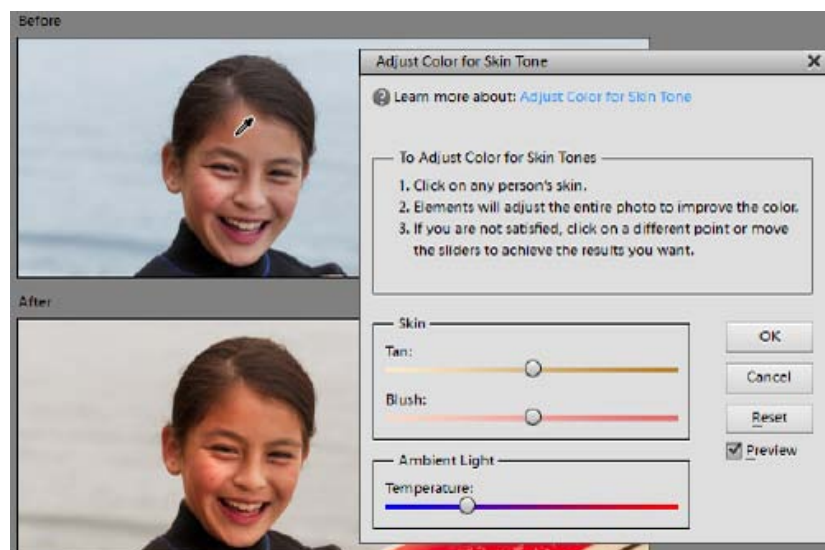 Before
Adjust Color for Skin Tone
Learn more about: Adjust Color for Skin Tone
To Adjust Color for Skin Tones
1. Click on any person's skin.
2. Elements will adjust the entire photo to improve the color.
3. If you are not satisfied, click on a different point or move
the sliders to achieve the results you want.
After
Skin
Tan:
Blush:
Ambient Light
Temperature:
OK
Cancel
Reset
Preview